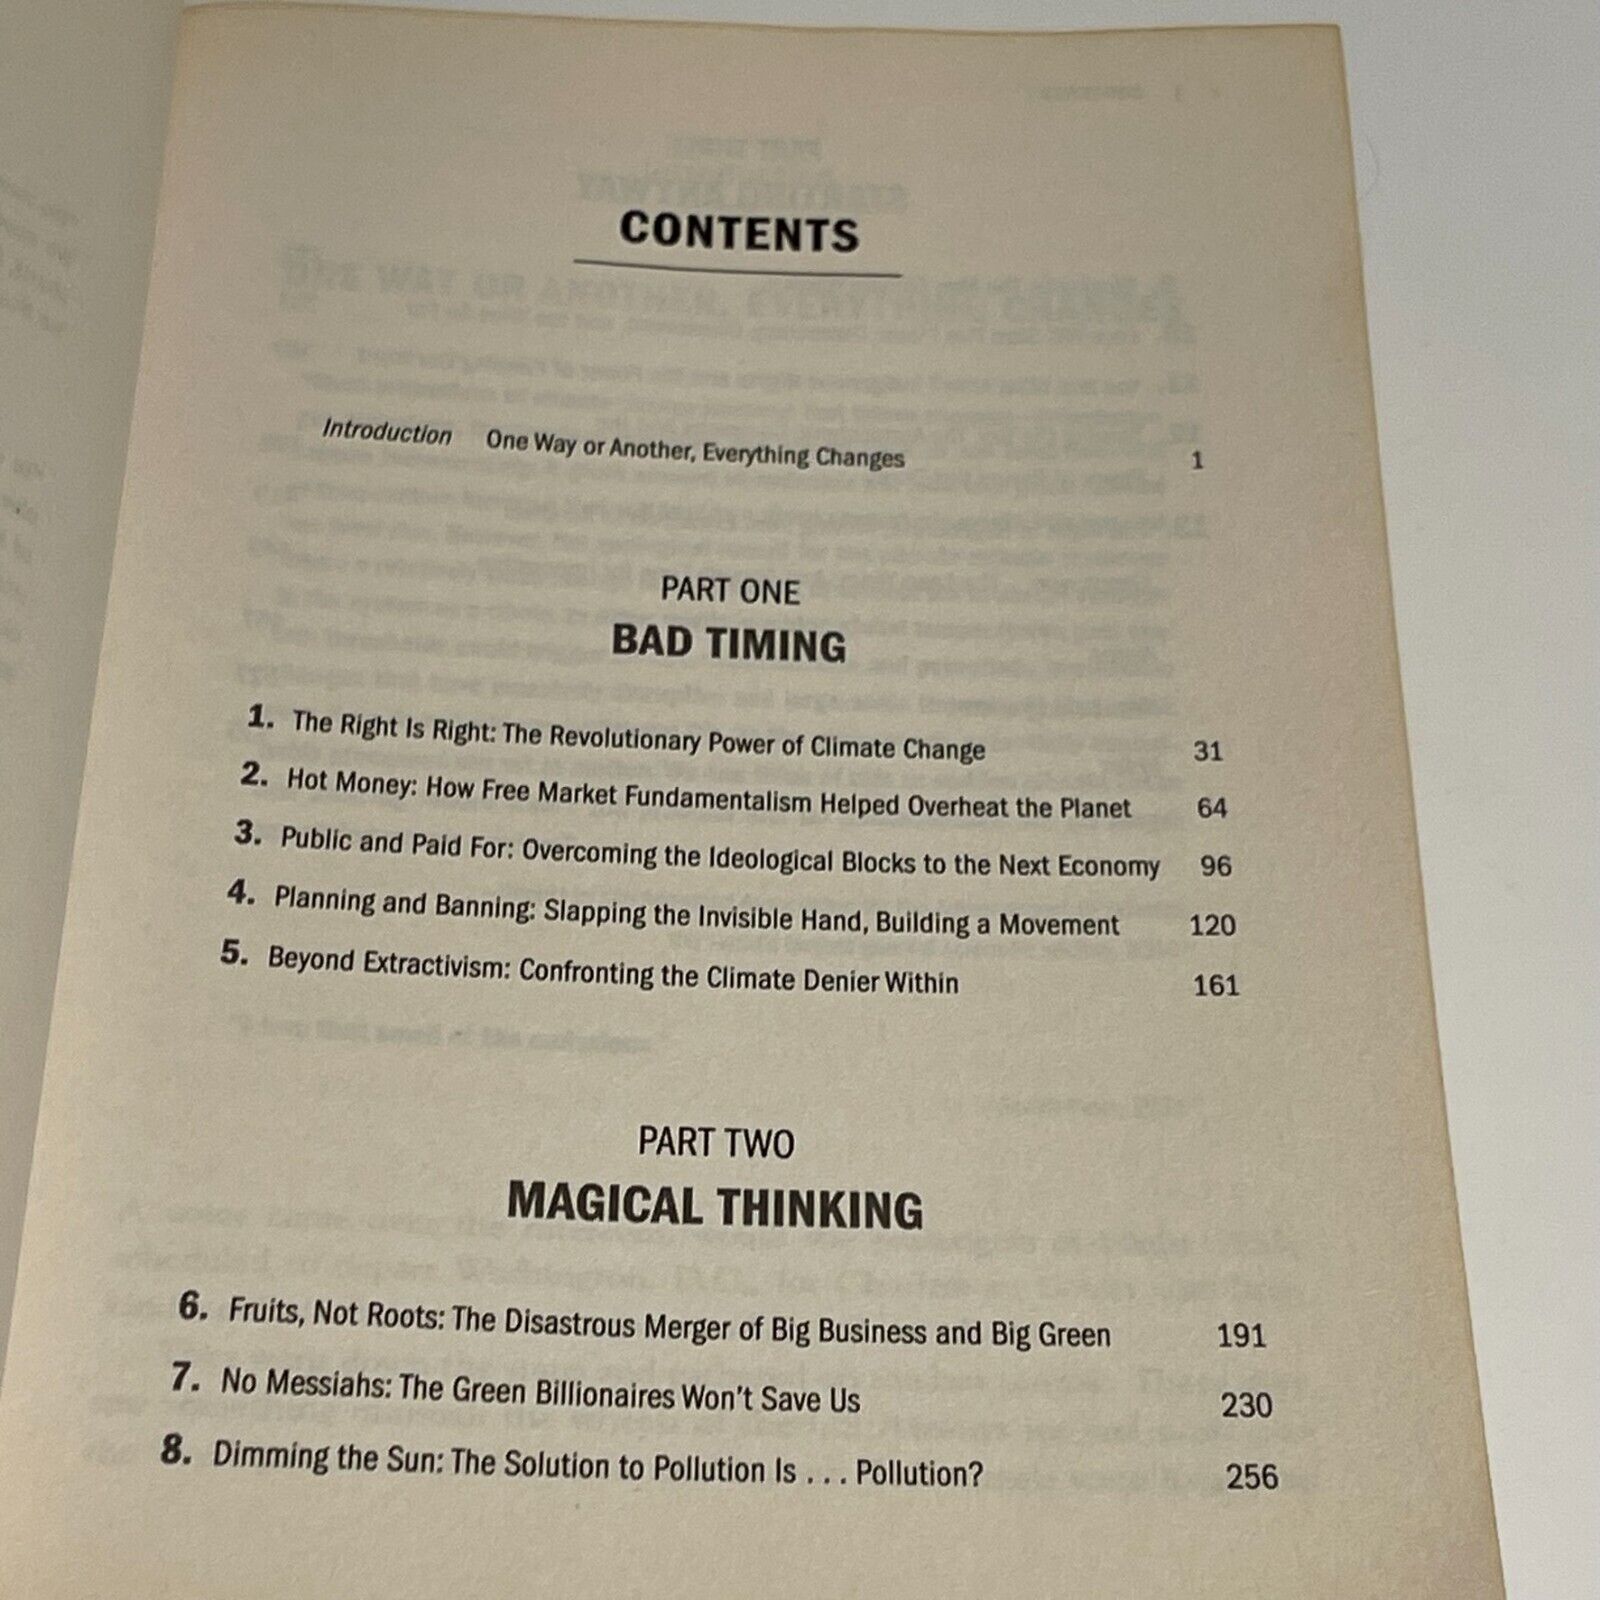 CONTENTS
Introduction One Way or Another, Everything Changes 1
PART ONE
BAD TIMING
1. The Right Is Right: The Revolutionary Power of Climate Change 31
2. Hot Money: How Free Market Fundamentalism Helped Overheat the Planet 64
3. Public and Paid For: Overcoming the Ideological Blocks to the Next Economy 96
4. Planning and Banning: Slapping the Invisible Hand, Building a Movement 120
5. Beyond Extractivism: Confronting the Climate Denier Within 161
PART TWO
MAGICAL THINKING
6. Fruits, Not Roots: The Disastrous Merger of Big Business and Big Green 191
7. No Messiahs: The Green Billionaires Won't Save Us 230
8. Dimming the Sun: The Solution to Pollution Is . . . Pollution? 256